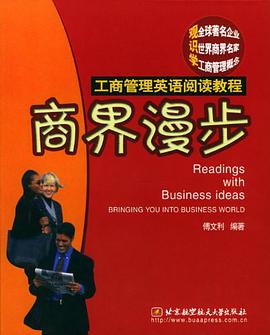 观全球著名企业
识世界商界名家
学工商管理概念
工商管理英语阅读教程
商界漫步
Readings
with
Business ideas
BRINGING YOU INTO BUSINESS WORLD
傅文利 编著
北京航空航天大学出版社
http://www.buaapress.com.cn